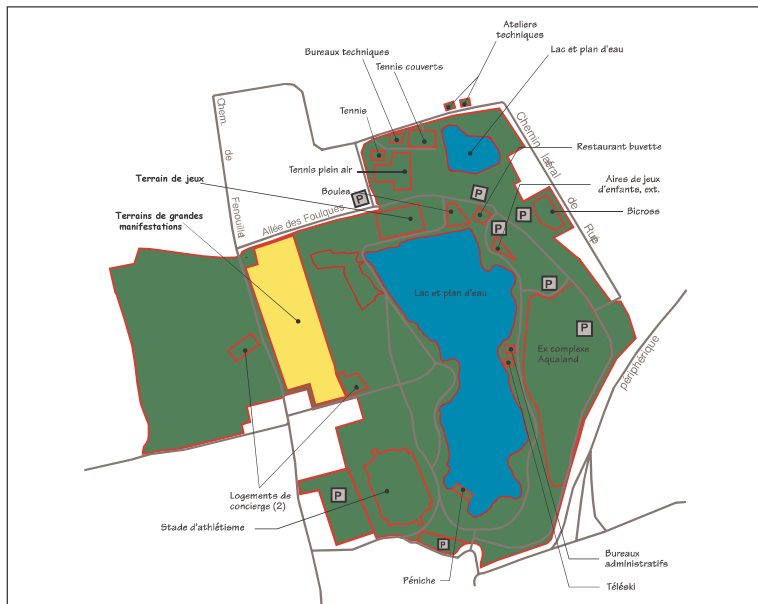 Ateliers
techniques
Bureaux techniques
Lac et plan d'eau
Tennis couverts
Tennis
Chem. de Fenouillet
Chemin latéral de Rupé
Restaurant buvette
Tennis plein air
Terrain de jeux
Aires de jeux
d'enfants, ext.
Boules
P
P
P
Bicross
Terrains de grandes
manifestations
Allée des Foulques
P
P
Lac et plan d'eau
P
Ex complexe
Aqualand
périphérique
Logements de
concierge (2)
P
Stade d'athlétisme
P
Bureaux
administratifs
Péniche
Téléski